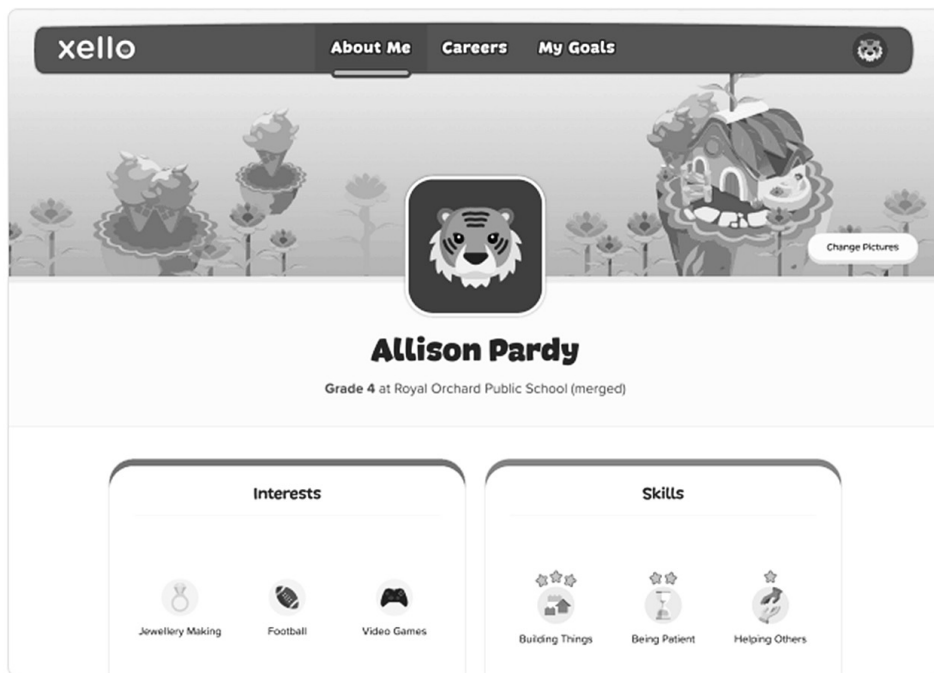 xello
About Me Careers My Goals
Change Pictures
Allison Pardy
Grade 4 at Royal Orchard Public School (merged)
Interests
Jewellery Making Football Video Games
Skills
Building Things Being Patient Helping Others